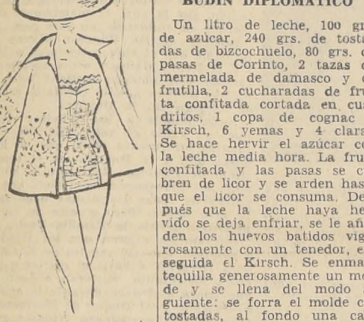 BUDIN DIPLOMATICO
Un litro de leche, 100 gr
de azúcar, 240 grs. de tosta
das de bizcochuelo, 80 grs.
pasas de Corinto, 2 tazas
mermelada de damasco y
frutilla, 2 cucharadas de fru
ta confitada cortada en cu
dritos, 1 copa de cognac
Kirsch, 6 yemas y 4 clar
Se hace hervir el azúcar c
la leche media hora. La fru
confitada y las pasas se c
bren de licor y se arden has
que el licor se consuma. De
pués que la leche haya he
vido se deja enfriar, se le añ
den los huevos batidos vig
rosamente con un tenedor, e
seguida el Kirsch. Se enma
tequilla generosamente un mo
de y se llena del modo
guiente: se forra el molde c
tostadas, al fondo una ca